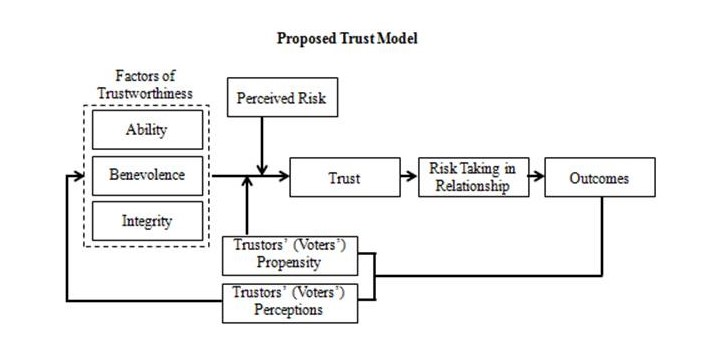 Proposed Trust Model
Factors of
Trustworthiness
Ability
Benevolence
Integrity
Perceived Risk
Trust
Risk Taking in
Relationship
Outcomes
Trustors’ (Voters’)
Propensity
Trustors’ (Voters’)
Perceptions